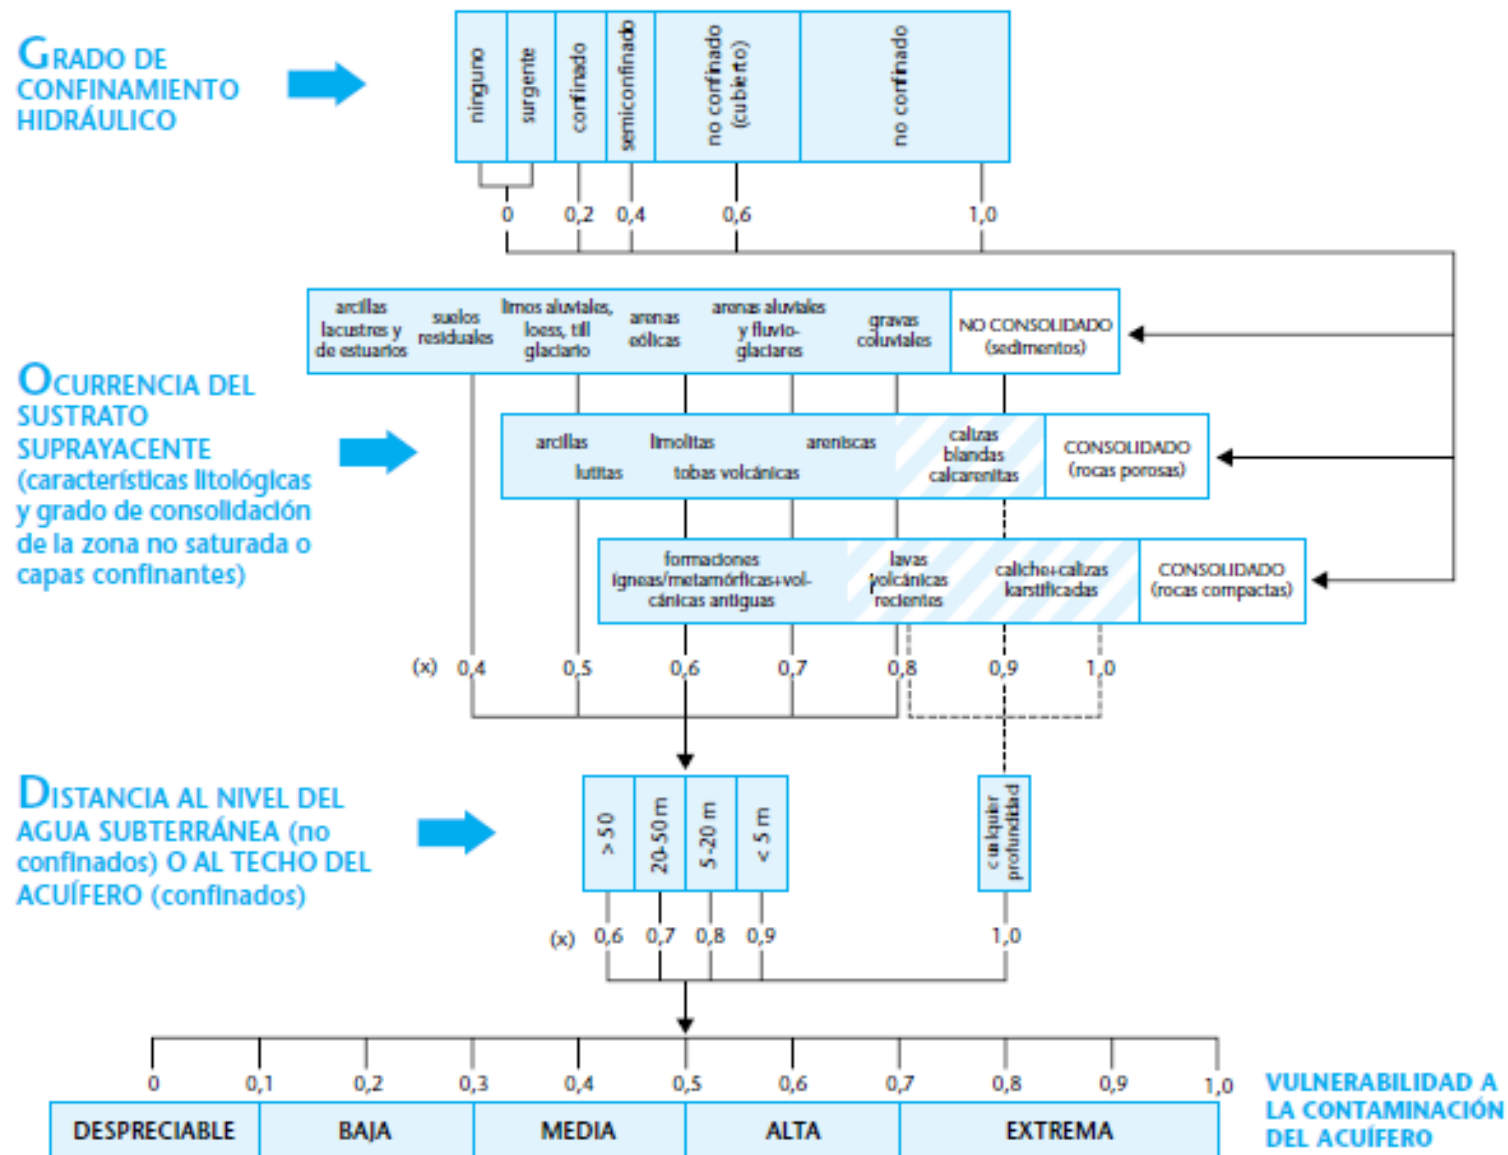 GRADO DE
CONFINAMIENTO
HIDRÁULICO
ninguno
surgente
confinado
semiconfinado
no confinado
(cubierto)
no confinado
0
0,2
0,4
0,6
1,0
OCURRENCIA DEL
SUSTRATO
SUPRAYACENTE
(características litológicas
y grado de consolidación
de la zona no saturada o
capas confinantes)
arcillas
lacustres y
de estuarios
suelos
residuales
limos aluviales,
loess, till
glaciario
arenas
eólicas
arenas aluviales
y fluvio-
glaciares
gravas
coluviales
NO CONSOLIDADO
(sedimentos)
arcillas
lutitas
limolitas
tobas volcánicas
areniscas
calizas
blandas
calcarenitas
CONSOLIDADO
(rocas porosas)
formaciones
ígneas/metamórficas+vol-
cánicas antiguas
lavas
volcánicas
recientes
caliche+calizas
karstificadas
CONSOLIDADO
(rocas compactas)
(x) 0,4 0,5 0,6 0,7 0,8 0,9 1,0
DISTANCIA AL NIVEL DEL
AGUA SUBTERRÁNEA (no
confinados) O AL TECHO DEL
ACUÍFERO (confinados)
> 50
20-50 m
5-20 m
< 5 m
cualquier
profundidad
(x) 0,6 0,7 0,8 0,9 1,0
0 0,1 0,2 0,3 0,4 0,5 0,6 0,7 0,8 0,9 1,0
DESPRECIABLE BAJA MEDIA ALTA EXTREMA
VULNERABILIDAD A
LA CONTAMINACIÓN
DEL ACUÍFERO